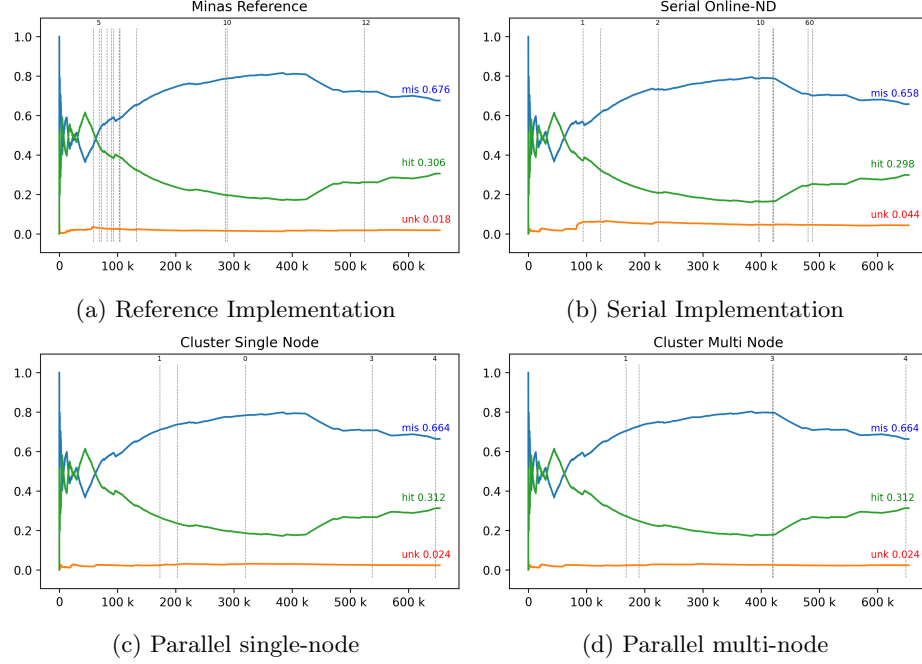 Minas Reference
5 10 12
1.0
0.8
0.6
0.4
0.2
0.0
mis 0.676
hit 0.306
unk 0.018
0 100 k 200 k 300 k 400 k 500 k 600 k
(a) Reference Implementation
Serial Online-ND
1 2 10 60
1.0
0.8
0.6
0.4
0.2
0.0
mis 0.658
hit 0.298
unk 0.044
0 100 k 200 k 300 k 400 k 500 k 600 k
(b) Serial Implementation
Cluster Single Node
1 0 3 4
1.0
0.8
0.6
0.4
0.2
0.0
mis 0.664
hit 0.312
unk 0.024
0 100 k 200 k 300 k 400 k 500 k 600 k
(c) Parallel single-node
Cluster Multi Node
1 3 4
1.0
0.8
0.6
0.4
0.2
0.0
mis 0.664
hit 0.312
unk 0.024
0 100 k 200 k 300 k 400 k 500 k 600 k
(d) Parallel multi-node